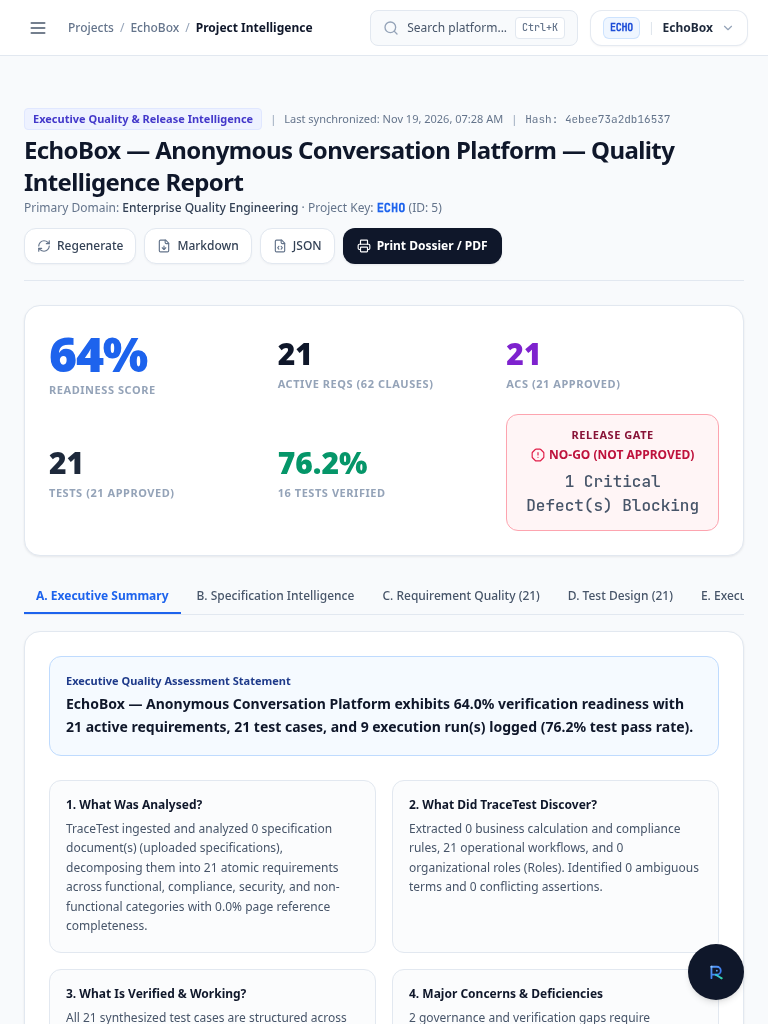 Projects / EchoBox / Project Intelligence
Search platform... Ctrl+K
ECHO EchoBox
Executive Quality & Release Intelligence | Last synchronized: Nov 19, 2026, 07:28 AM | Hash: 4ebee73a2db16537
EchoBox — Anonymous Conversation Platform — Quality
Intelligence Report
Primary Domain: Enterprise Quality Engineering · Project Key: ECHO (ID: 5)
Regenerate Markdown JSON Print Dossier / PDF
64%
READINESS SCORE
21
ACTIVE REQS (62 CLAUSES)
21
ACS (21 APPROVED)
21
TESTS (21 APPROVED)
76.2%
16 TESTS VERIFIED
RELEASE GATE
NO-GO (NOT APPROVED)
1 Critical
Defect(s) Blocking
A. Executive Summary B. Specification Intelligence C. Requirement Quality (21) D. Test Design (21) E. Execu
Executive Quality Assessment Statement
EchoBox — Anonymous Conversation Platform exhibits 64.0% verification readiness with
21 active requirements, 21 test cases, and 9 execution run(s) logged (76.2% test pass rate).
1. What Was Analysed?
TraceTest ingested and analyzed 0 specification
document(s) (uploaded specifications),
decomposing them into 21 atomic requirements
across functional, compliance, security, and non-
functional categories with 0.0% page reference
completeness.
2. What Did TraceTest Discover?
Extracted 0 business calculation and compliance
rules, 21 operational workflows, and 0
organizational roles (Roles). Identified 0 ambiguous
terms and 0 conflicting assertions.
3. What Is Verified & Working?
All 21 synthesized test cases are structured across
4. Major Concerns & Deficiencies
2 governance and verification gaps require